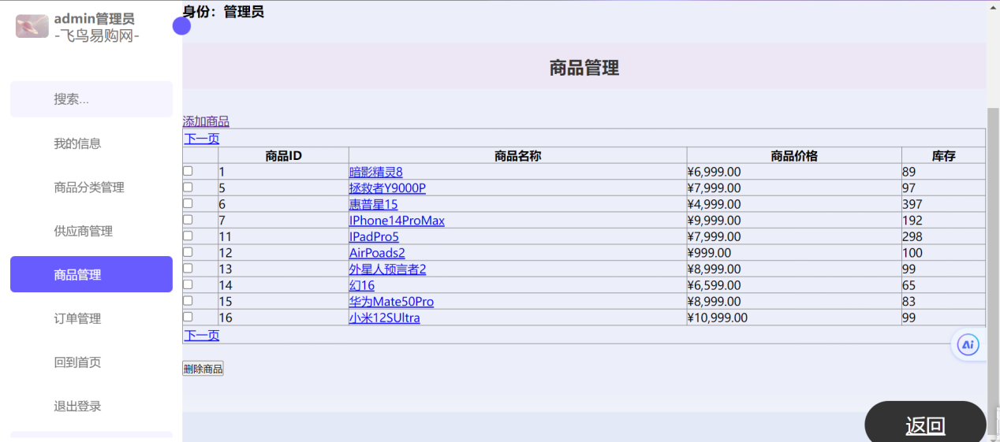 admin管理员
-飞鸟易购网-
搜索...
我的信息
商品分类管理
供应商管理
商品管理
订单管理
回到首页
退出登录
身份：管理员
商品管理
添加商品
下一页
商品ID 商品名称 商品价格 库存
1 暗影精灵8 ¥6,999.00 89
5 拯救者Y9000P ¥7,999.00 97
6 惠普星15 ¥4,999.00 397
7 IPhone14ProMax ¥9,999.00 192
11 IPadPro5 ¥7,999.00 298
12 AirPoads2 ¥999.00 100
13 外星人预言者2 ¥8,999.00 99
14 幻16 ¥6,599.00 65
15 华为Mate50Pro ¥8,999.00 83
16 小米12SUltra ¥10,999.00 99
下一页
删除商品
Ai
返回